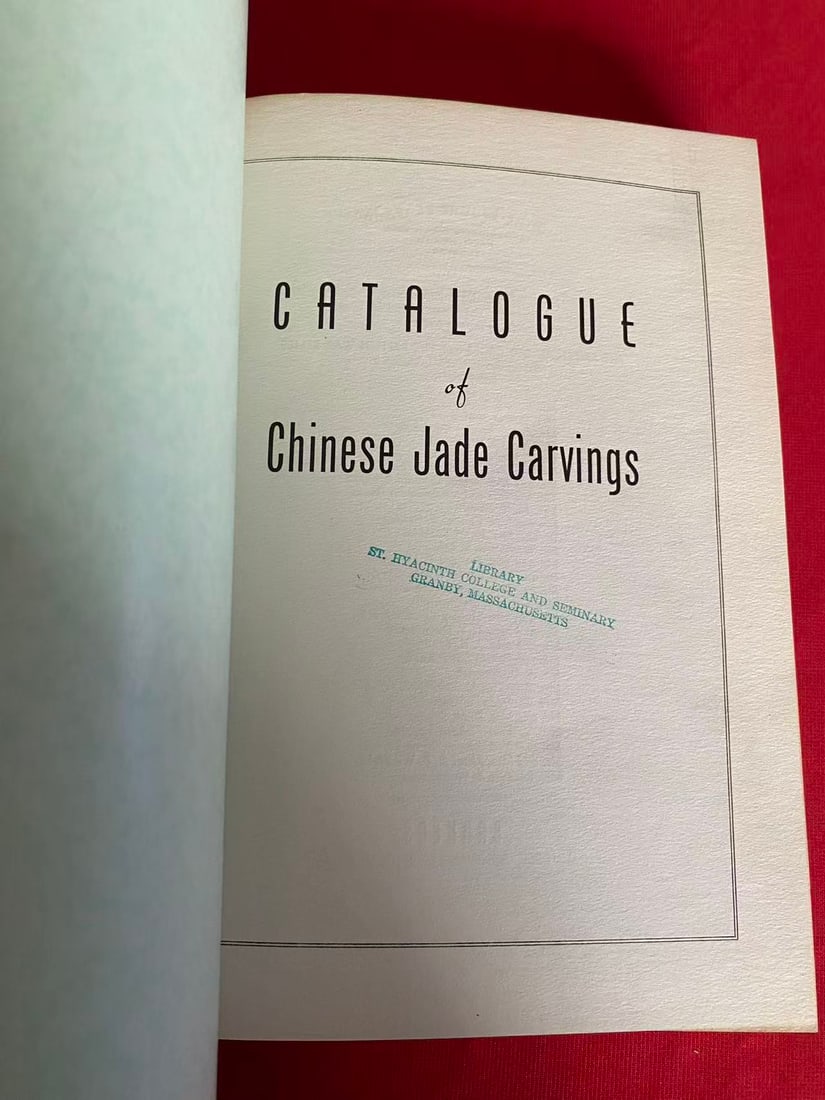 CATALOGUE
of
Chinese Jade Carvings
LIBRARY
ST. HYACINTH COLLEGE AND SEMINARY
GRANBY, MASSACHUSETTS